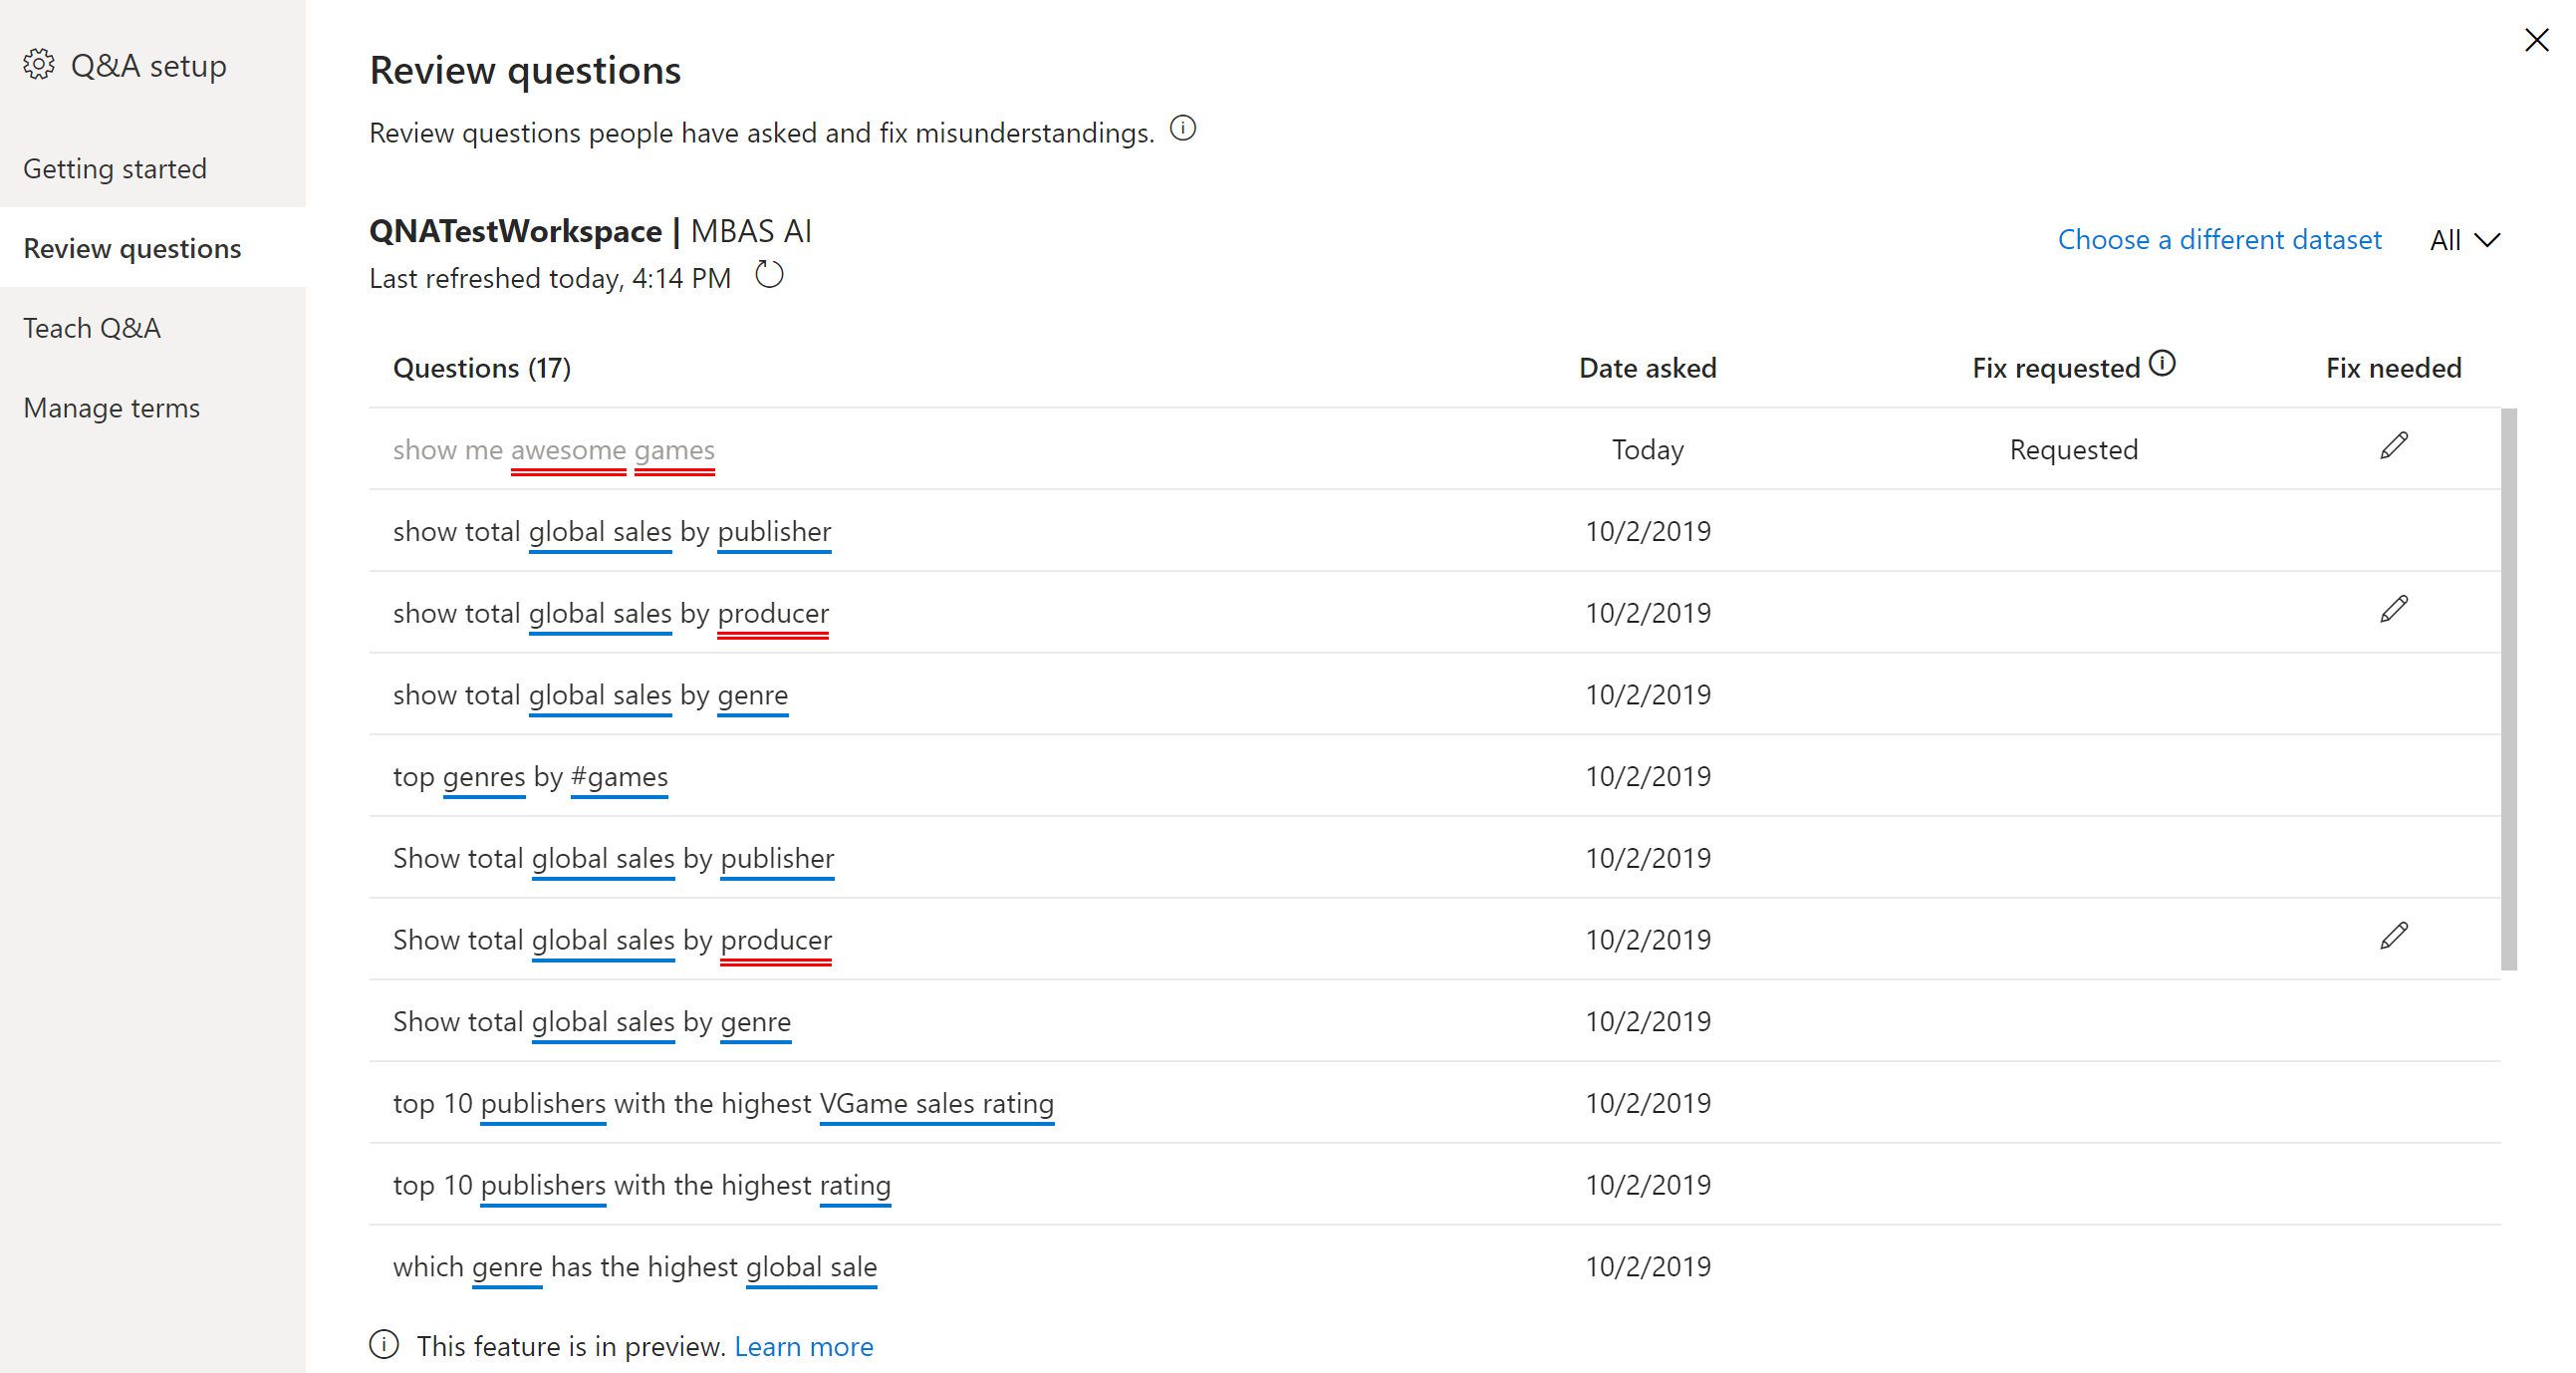 Q&A setup
Getting started
Review questions
Teach Q&A
Manage terms
Review questions
Review questions people have asked and fix misunderstandings.
QNATestWorkspace | MBAS AI
Last refreshed today, 4:14 PM
Choose a different dataset All
Questions (17) Date asked Fix requested Fix needed
show me awesome games Today Requested
show total global sales by publisher 10/2/2019
show total global sales by producer 10/2/2019
show total global sales by genre 10/2/2019
top genres by #games 10/2/2019
Show total global sales by publisher 10/2/2019
Show total global sales by producer 10/2/2019
Show total global sales by genre 10/2/2019
top 10 publishers with the highest VGame sales rating 10/2/2019
top 10 publishers with the highest rating 10/2/2019
which genre has the highest global sale 10/2/2019
This feature is in preview. Learn more